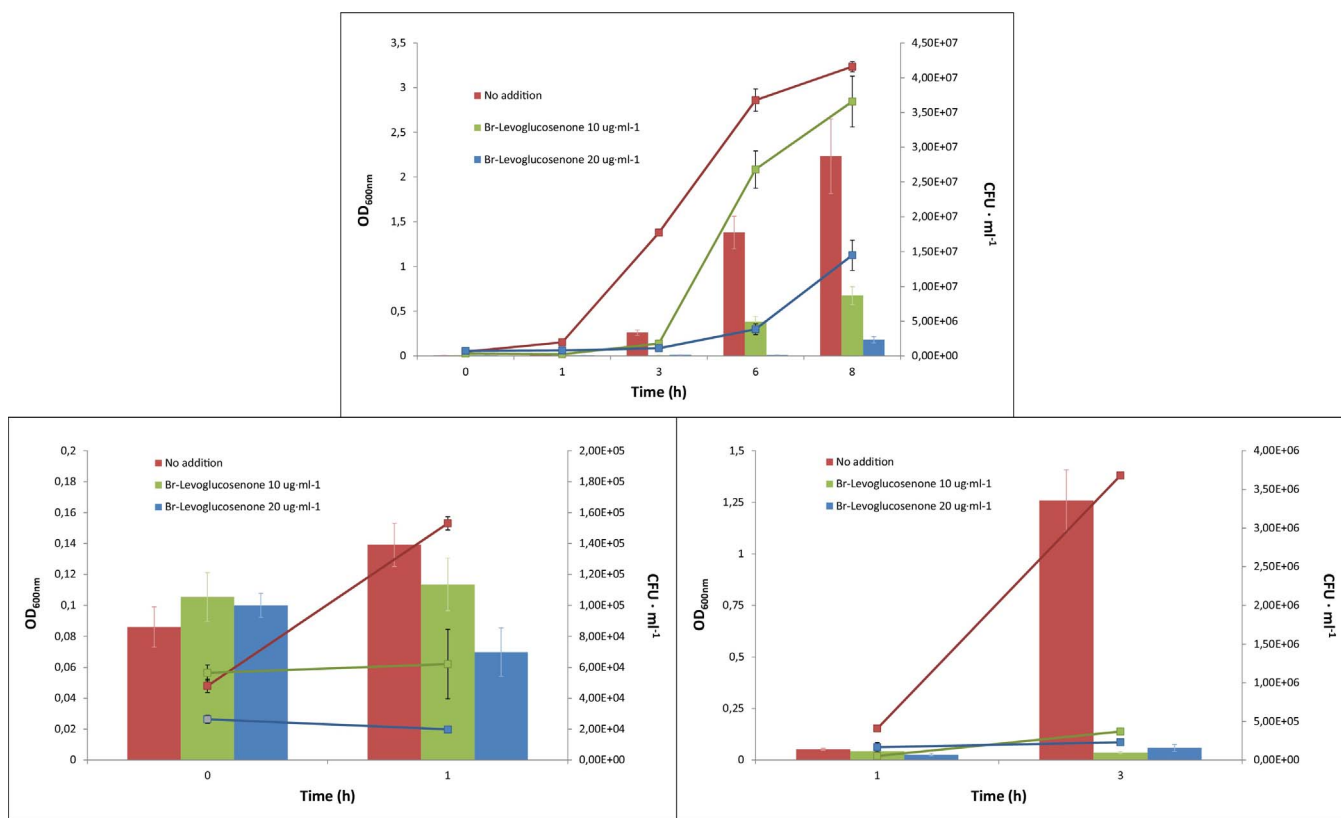 3,5
3
2,5
2
1,5
1
0,5
0
OD600nm
4,50E+07
4,00E+07
3,50E+07
3,00E+07
2,50E+07
2,00E+07
1,50E+07
1,00E+07
5,00E+06
0,00E+00
CFU · ml-1
No addition
Br-Levoglucosenone 10 ug·ml-1
Br-Levoglucosenone 20 ug·ml-1
0 1 3 6 8
Time (h)
0,2
0,18
0,16
0,14
0,12
0,1
0,08
0,06
0,04
0,02
0
OD600nm
2,00E+05
1,80E+05
1,60E+05
1,40E+05
1,20E+05
1,00E+05
8,00E+04
6,00E+04
4,00E+04
2,00E+04
0,00E+00
CFU · ml-1
No addition
Br-Levoglucosenone 10 ug·ml-1
Br-Levoglucosenone 20 ug·ml-1
0 1
Time (h)
1,5
1,25
1
0,75
0,5
0,25
0
OD600nm
4,00E+06
3,50E+06
3,00E+06
2,50E+06
2,00E+06
1,50E+06
1,00E+06
5,00E+05
0,00E+00
CFU · ml-1
No addition
Br-Levoglucosenone 10 ug·ml-1
Br-Levoglucosenone 20 ug·ml-1
1 3
Time (h)